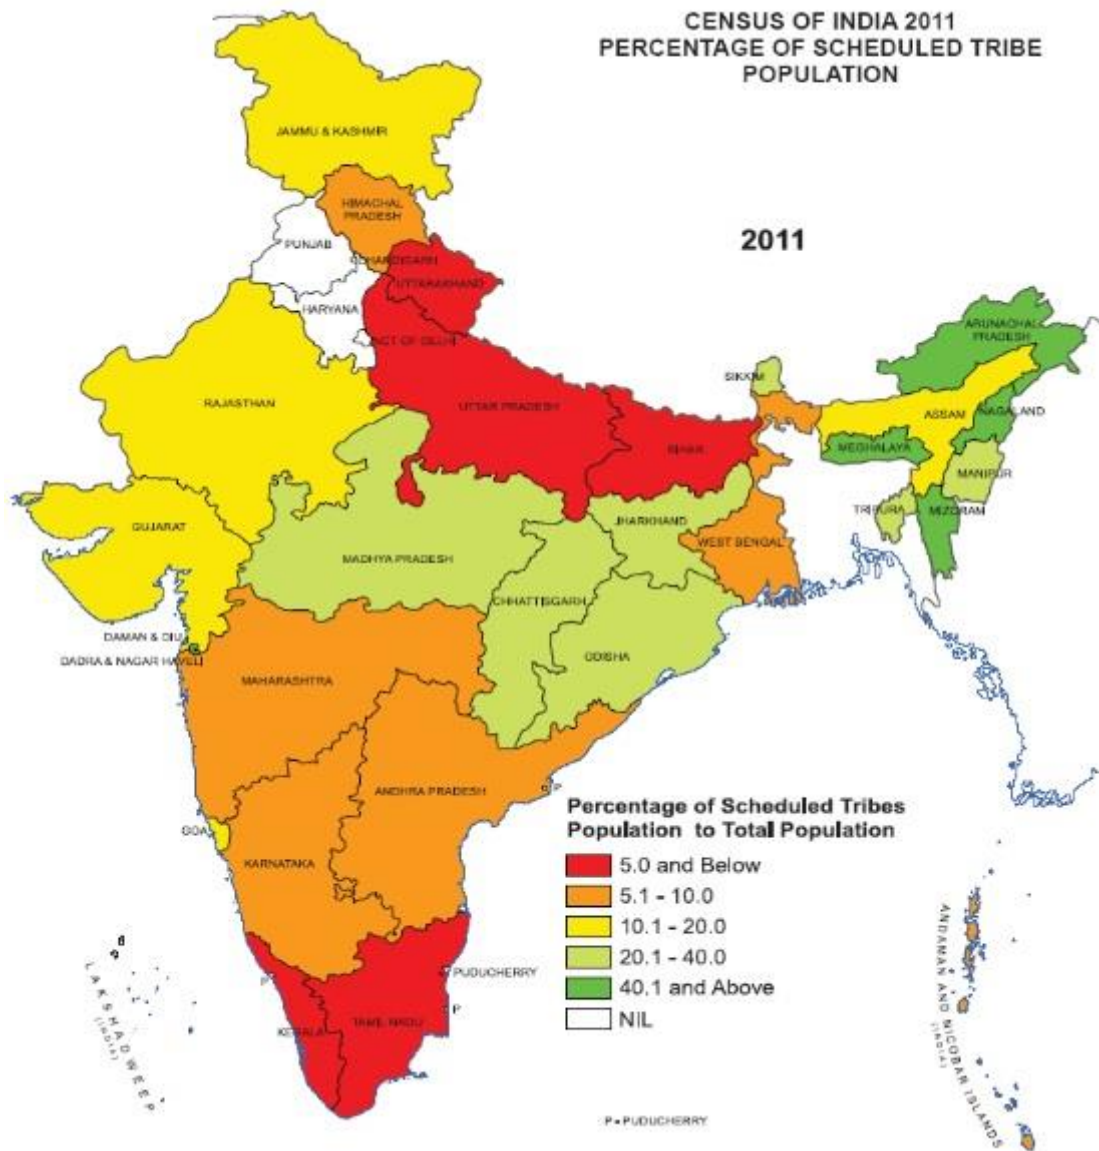 CENSUS OF INDIA 2011
PERCENTAGE OF SCHEDULED TRIBE
POPULATION
JAMMU & KASHMIR
HIMACHAL
PRADESH
2011
PUNJAB
CHANDIGARH
UTTARAKHAND
HARYANA
NCT OF DELHI
ARUNACHAL
PRADESH
SIKKIM
RAJASTHAN
UTTAR PRADESH
ASSAM
NAGALAND
BIHAR
MEGHALAYA
MANIPUR
TRIPURA
MIZORAM
GUJARAT
JHARKHAND
WEST BENGAL
MADHYA PRADESH
CHHATTISGARH
DAMAN & DIU
DADRA & NAGAR HAVELI
ODISHA
MAHARASHTRA
ANDHRA PRADESH
P
GOA
KARNATAKA
Percentage of Scheduled Tribes
Population to Total Population
5.0 and Below
5.1 - 10.0
10.1 - 20.0
20.1 - 40.0
40.1 and Above
NIL
PUDUCHERRY
P
P
KERALA
TAMIL NADU
LAKSHADWEEP
(INDIA)
ANDAMAN AND NICOBAR ISLANDS
(INDIA)
P = PUDUCHERRY